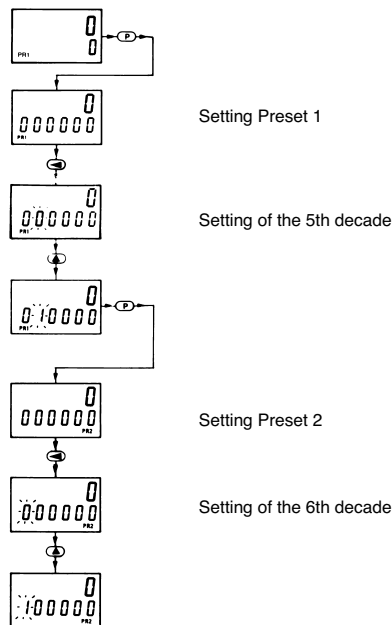 0
0
PR1
P
0
000000
PR1
Setting Preset 1
0
000000
PR1
Setting of the 5th decade
0
010000
PR1
P
0
000000
PR2
Setting Preset 2
0
000000
PR2
Setting of the 6th decade
0
100000
PR2